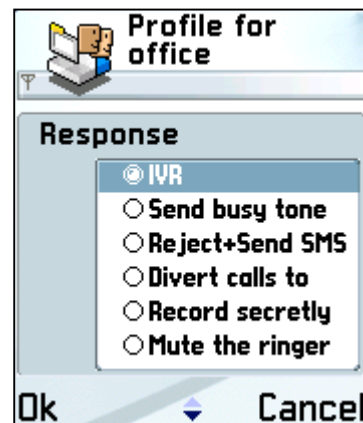 Profile for
office
Response
IVR
Send busy tone
Reject+Send SMS
Divert calls to
Record secretly
Mute the ringer
Ok Cancel